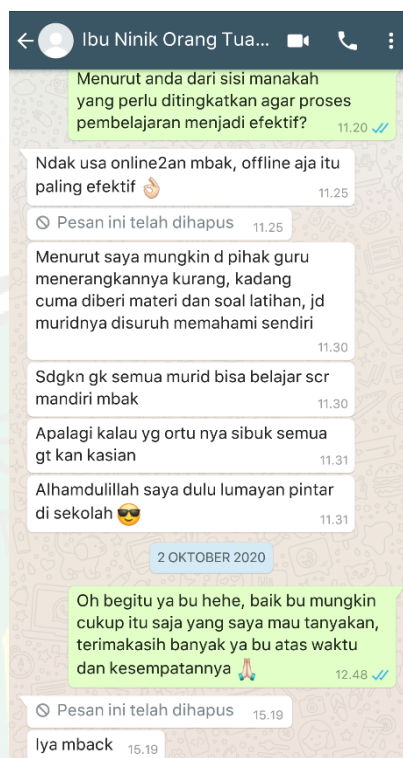 Ibu Ninik Orang Tua...
Menurut anda dari sisi manakah
yang perlu ditingkatkan agar proses
pembelajaran menjadi efektif?
11.20
Ndak usa online2an mbak, offline aja itu
paling efektif 👌🏻
11.25
Pesan ini telah dihapus 11.25
Menurut saya mungkin d pihak guru
menerangkannya kurang, kadang
cuma diberi materi dan soal latihan, jd
muridnya disuruh memahami sendiri
11.30
Sdgkn gk semua murid bisa belajar scr
mandiri mbak
11.30
Apalagi kalau yg ortu nya sibuk semua
gt kan kasian
11.31
Alhamdulillah saya dulu lumayan pintar
di sekolah 😎
11.31
2 OKTOBER 2020
Oh begitu ya bu hehe, baik bu mungkin
cukup itu saja yang saya mau tanyakan,
terimakasih banyak ya bu atas waktu
dan kesempatannya 🙏🏻
12.48
Pesan ini telah dihapus 15.19
Iya mback 15.19